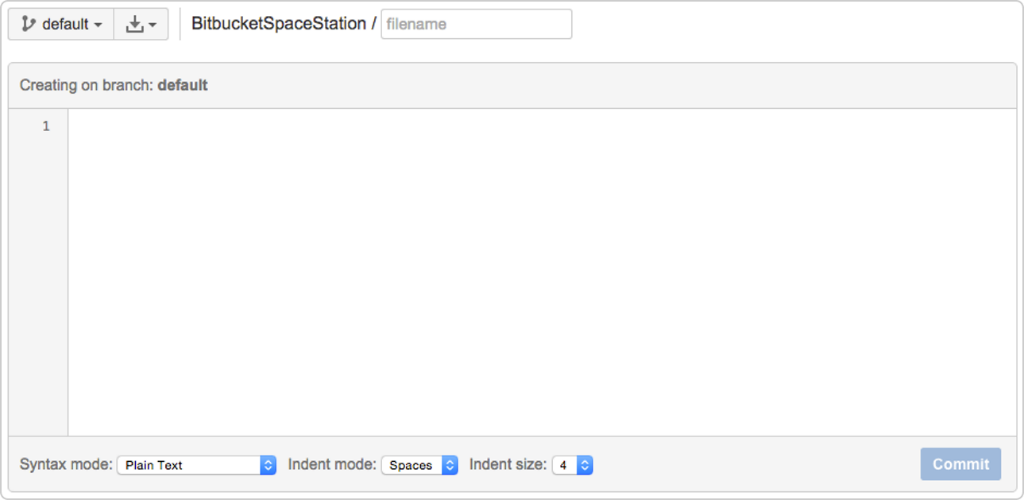 default BitbucketSpaceStation / filename
Creating on branch: default
1
Syntax mode: Plain Text Indent mode: Spaces Indent size: 4 Commit